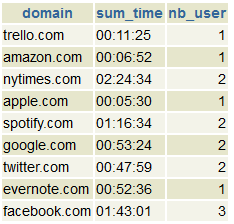 domain sum_time nb_user
trello.com 00:11:25 1
amazon.com 00:06:52 1
nytimes.com 02:24:34 2
apple.com 00:05:30 1
spotify.com 01:16:34 2
google.com 00:53:24 2
twitter.com 00:47:59 2
evernote.com 00:52:36 1
facebook.com 01:43:01 3